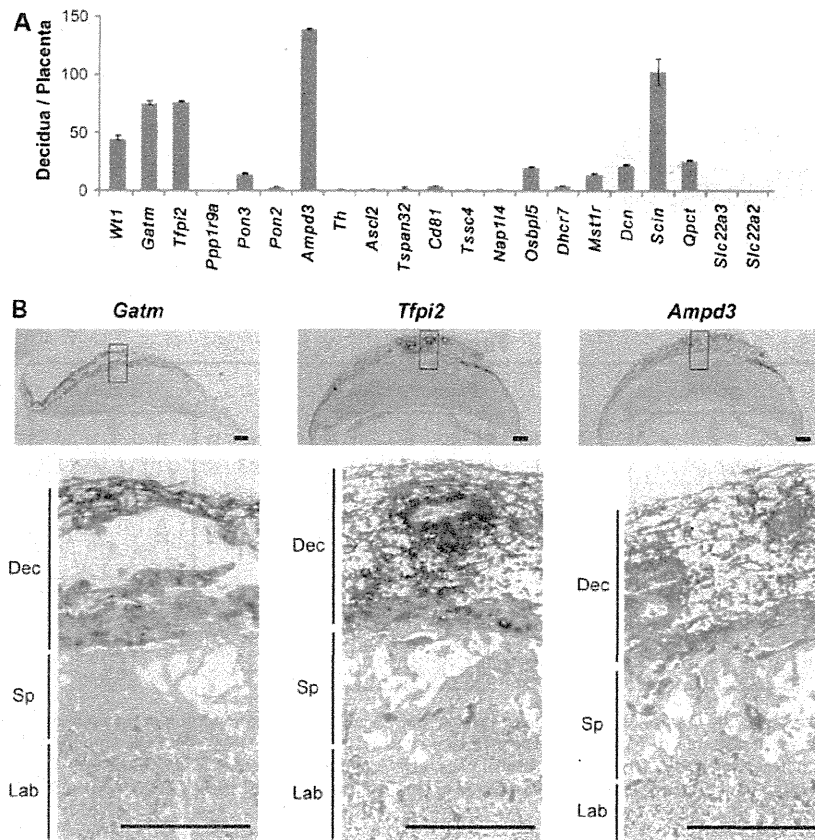 A
Decidua / Placenta
150
100
50
0
Wt1
Gatm
Tfpi2
Ppp1r9a
Pon3
Pon2
Ampd3
Th
Ascl2
Tspan32
Cd81
Tssc4
Nap1l4
Osbpl5
Dhcr7
Mst1r
Dcn
Scin
Qpct
Slc22a3
Slc22a2
B
Gatm
Tfpi2
Ampd3
Dec
Sp
Lab
Dec
Sp
Lab
Dec
Sp
Lab